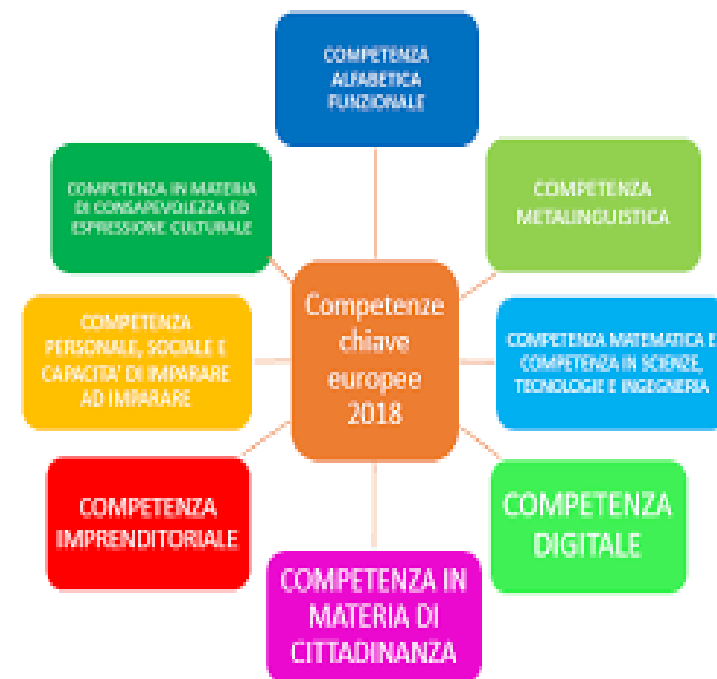 COMPETENZA
ALFABETICA
FUNZIONALE
COMPETENZA IN MATERIA
DI CONSAPEVOLEZZA ED
ESPRESSIONE CULTURALE
COMPETENZA
METALINGUISTICA
Competenze
chiave
europee
2018
COMPETENZA
PERSONALE, SOCIALE E
CAPACITA' DI IMPARARE
AD IMPARARE
COMPETENZA MATEMATICA E
COMPETENZA IN SCIENZE,
TECNOLOGIE E INGEGNERIA
COMPETENZA
IMPRENDITORIALE
COMPETENZA
DIGITALE
COMPETENZA IN
MATERIA DI
CITTADINANZA